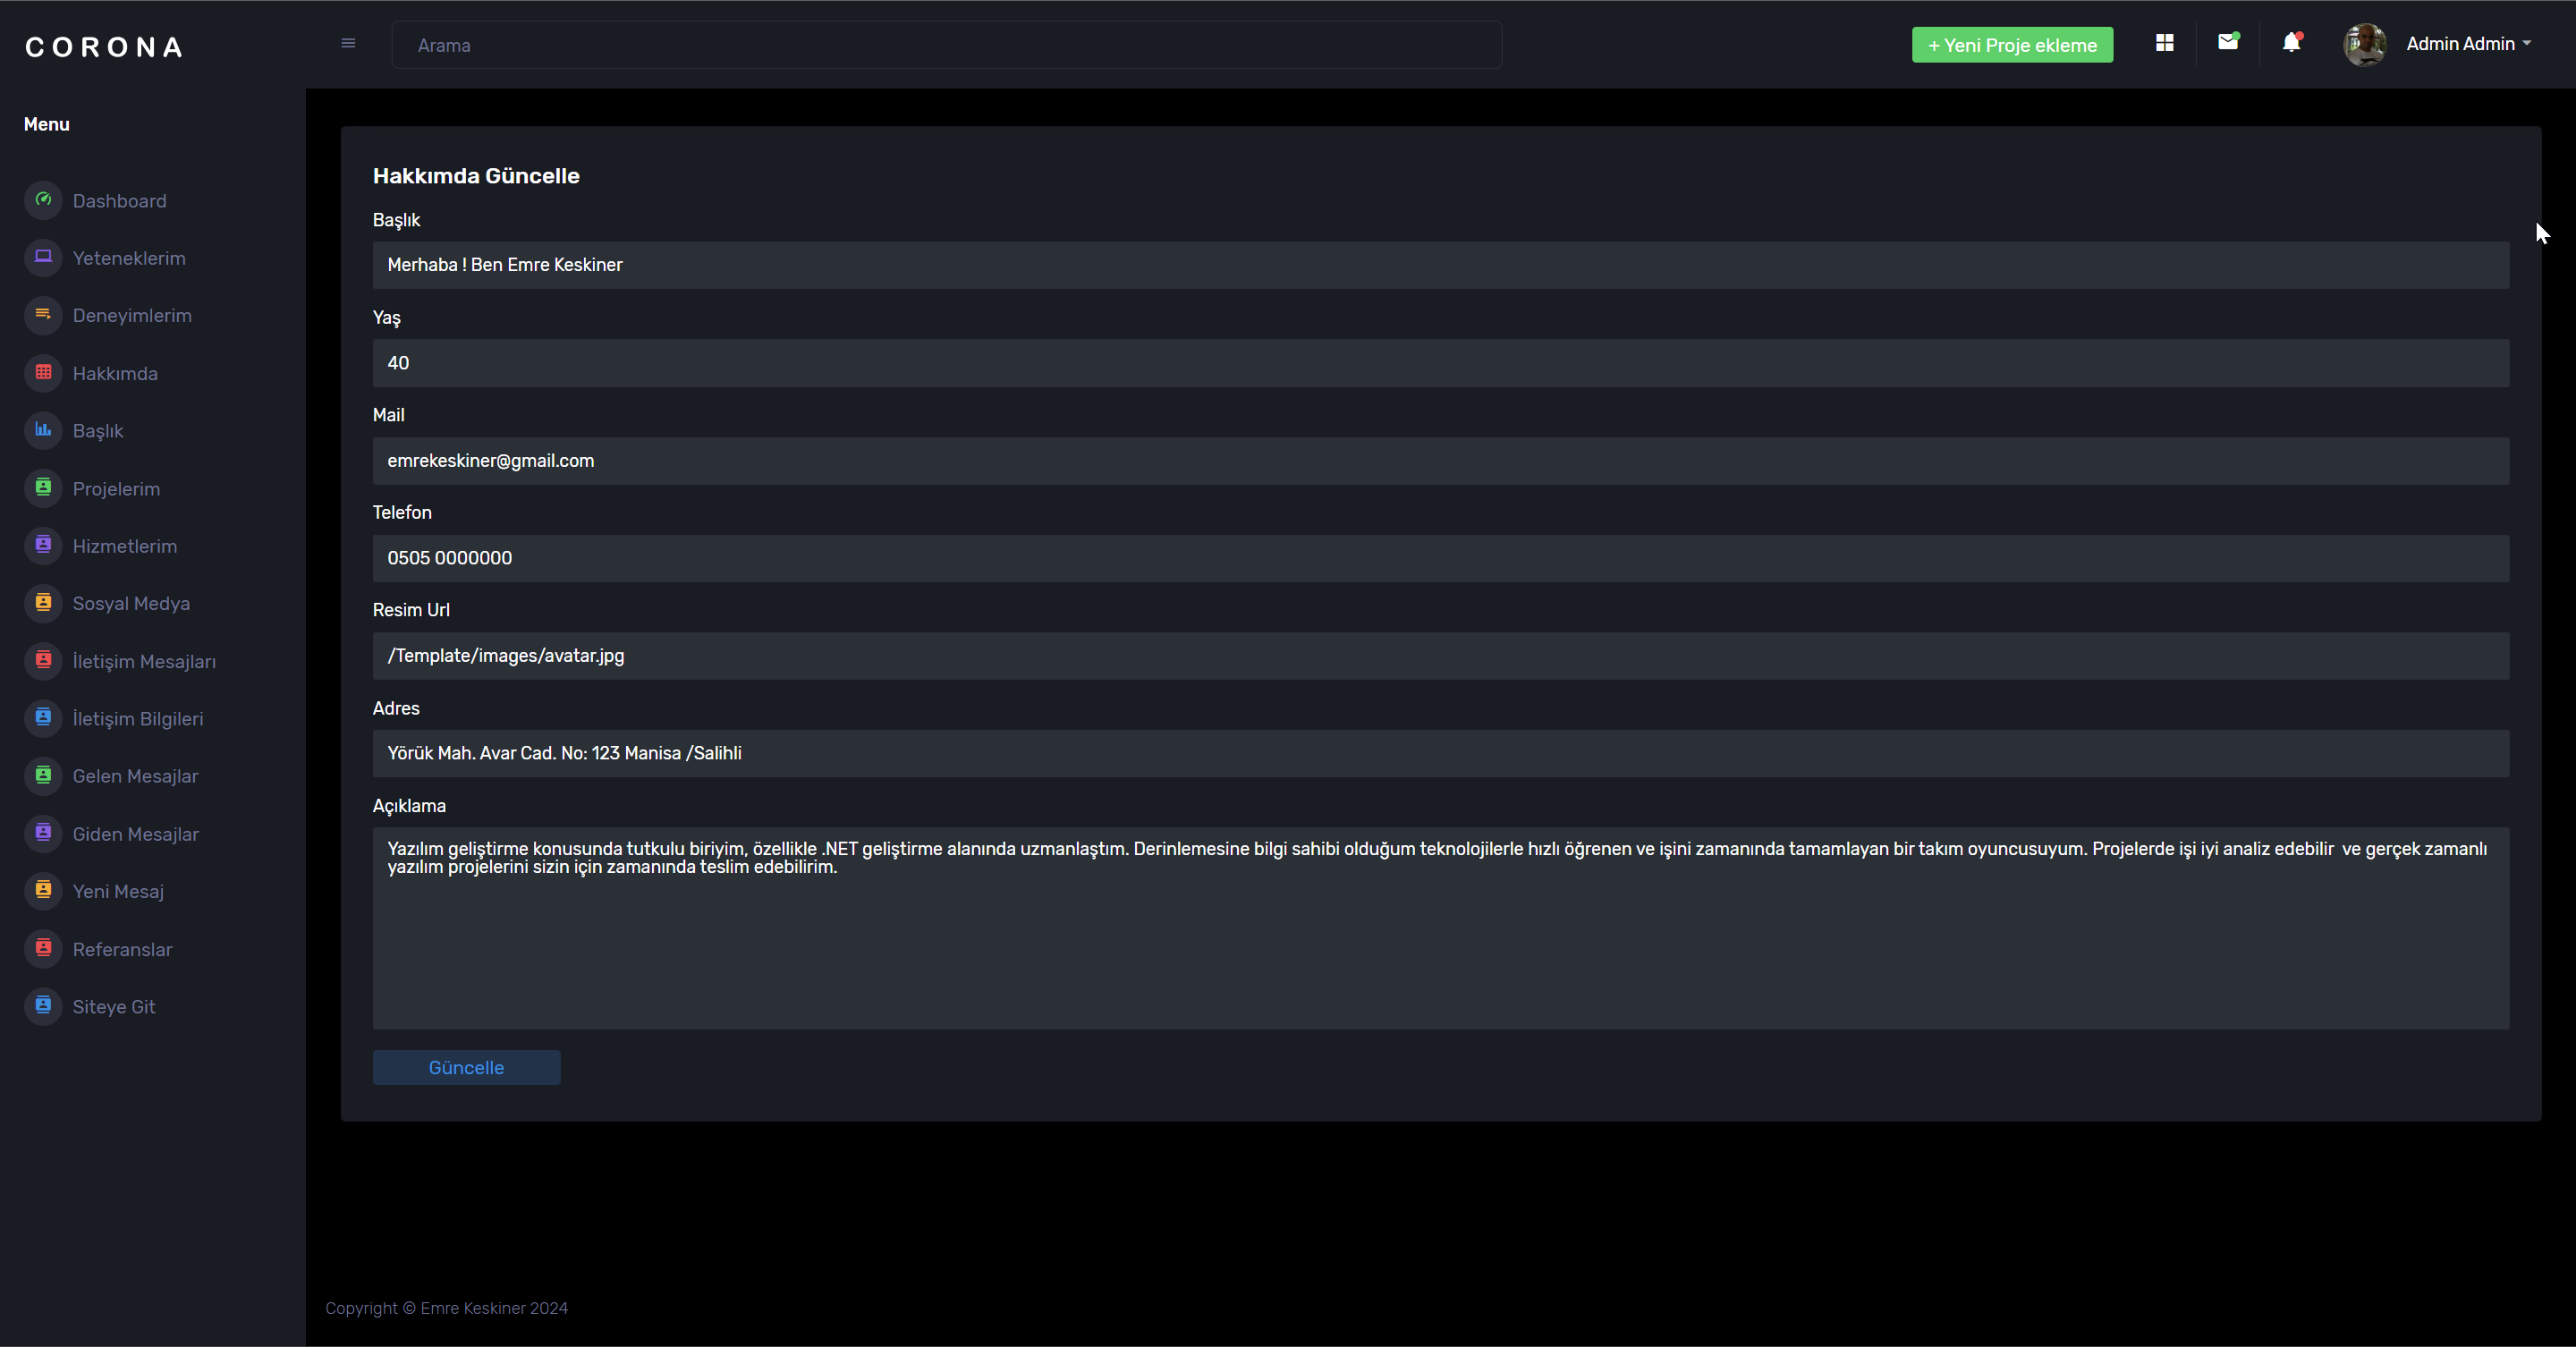 CORONA
Arama
+ Yeni Proje ekleme
Admin Admin
Menu
Dashboard
Yeteneklerim
Deneyimlerim
Hakkımda
Başlık
Projelerim
Hizmetlerim
Sosyal Medya
İletişim Mesajları
İletişim Bilgileri
Gelen Mesajlar
Giden Mesajlar
Yeni Mesaj
Referanslar
Siteye Git
Hakkımda Güncelle
Başlık
Merhaba ! Ben Emre Keskiner
Yaş
40
Mail
emrekeskiner@gmail.com
Telefon
0505 0000000
Resim Url
/Template/images/avatar.jpg
Adres
Yörük Mah. Avar Cad. No: 123 Manisa /Salihli
Açıklama
Yazılım geliştirme konusunda tutkulu biriyim, özellikle .NET geliştirme alanında uzmanlaştım. Derinlemesine bilgi sahibi olduğum teknolojilerle hızlı öğrenen ve işini zamanında tamamlayan bir takım oyuncusuyum. Projelerde işi iyi analiz edebilir  ve gerçek zamanlı
yazılım projelerini sizin için zamanında teslim edebilirim.
Güncelle
Copyright © Emre Keskiner 2024